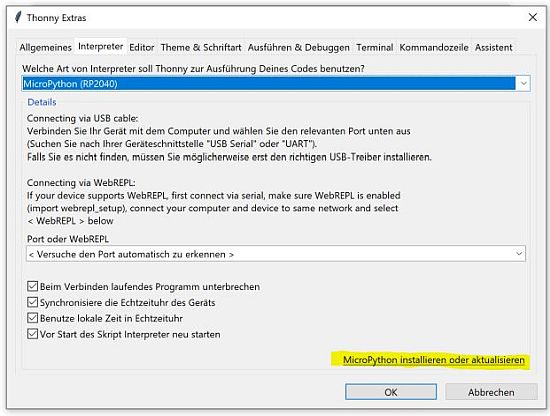 Thonny Extras
Allgemeines Interpreter Editor Theme & Schriftart Ausführen & Debuggen Terminal Kommandozeile Assistent
Welche Art von Interpreter soll Thonny zur Ausführung Deines Codes benutzen?
MicroPython (RP2040)
Details
Connecting via USB cable:
Verbinden Sie Ihr Gerät mit dem Computer und wählen Sie den relevanten Port unten aus
(Suchen Sie nach Ihrer Geräteschnittstelle "USB Serial" oder "UART").
Falls Sie es nicht finden, müssen Sie möglicherweise erst den richtigen USB-Treiber installieren.
Connecting via WebREPL:
If your device supports WebREPL, first connect via serial, make sure WebREPL is enabled
(import webrepl_setup), connect your computer and device to same network and select
< WebREPL > below
Port oder WebREPL
< Versuche den Port automatisch zu erkennen >
Beim Verbinden laufendes Programm unterbrechen
Synchronisiere die Echtzeituhr des Geräts
Benutze lokale Zeit in Echtzeituhr
Vor Start des Skript Interpreter neu starten
MicroPython installieren oder aktualisieren
OK Abbrechen